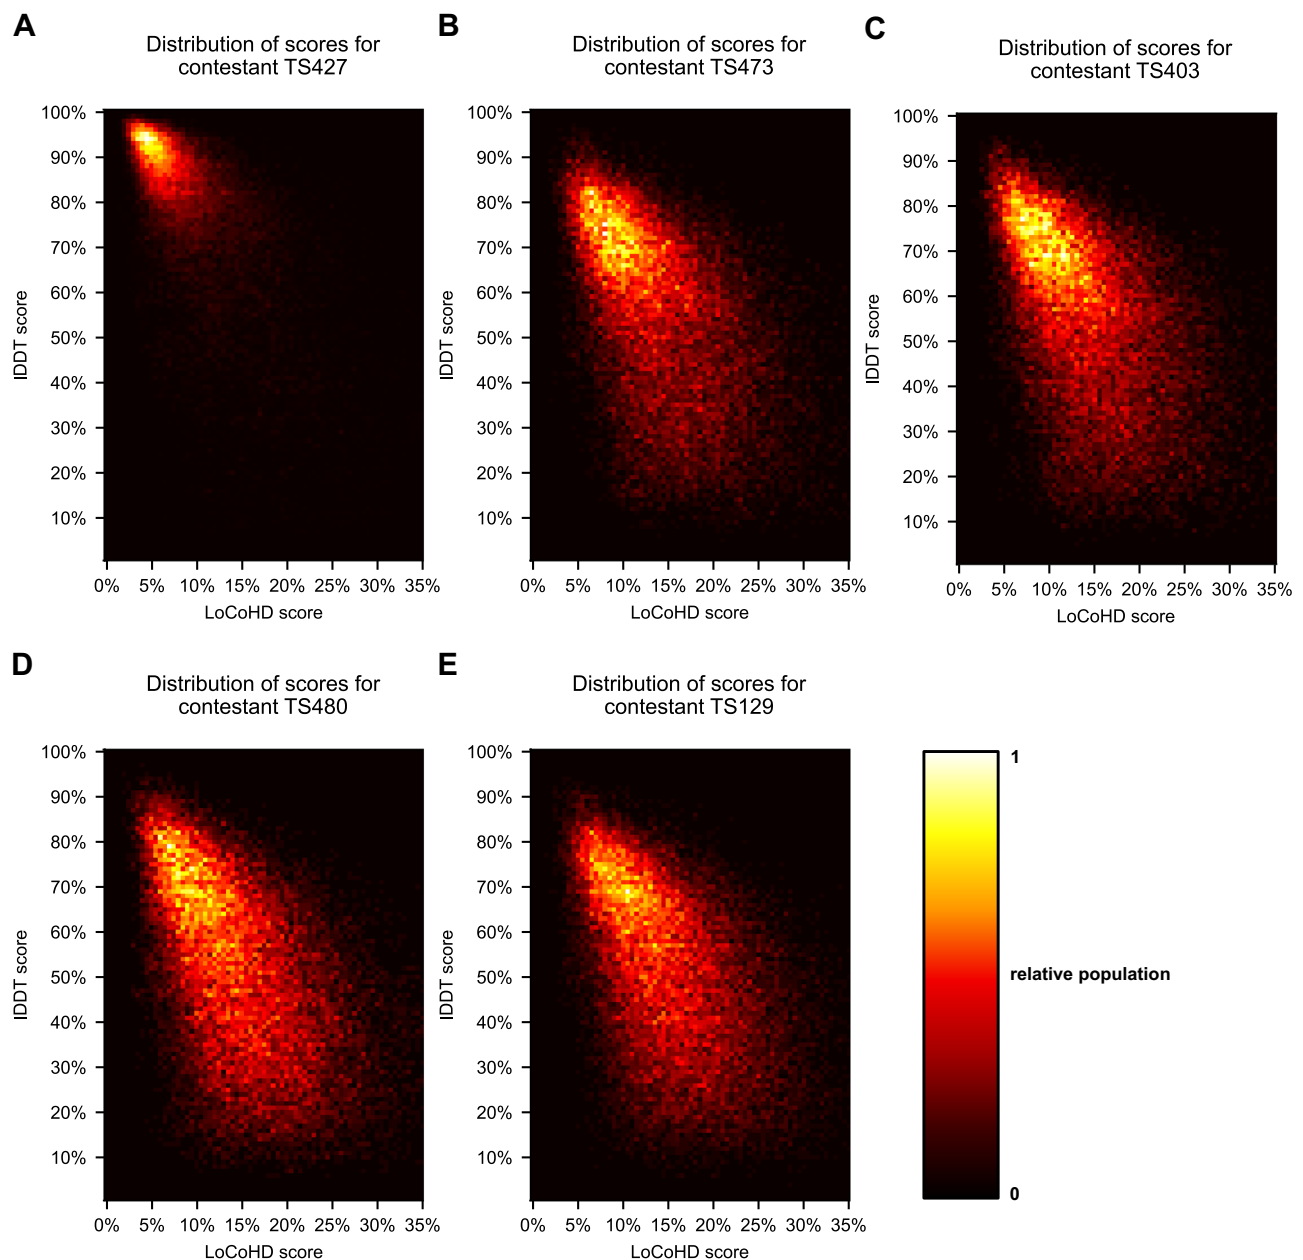 A
Distribution of scores for
contestant TS427
100%
90%
80%
70%
60%
50%
40%
30%
20%
10%
lDDT score
0% 5% 10% 15% 20% 25% 30% 35%
LoCoHD score
B
Distribution of scores for
contestant TS473
100%
90%
80%
70%
60%
50%
40%
30%
20%
10%
lDDT score
0% 5% 10% 15% 20% 25% 30% 35%
LoCoHD score
C
Distribution of scores for
contestant TS403
100%
90%
80%
70%
60%
50%
40%
30%
20%
10%
lDDT score
0% 5% 10% 15% 20% 25% 30% 35%
LoCoHD score
D
Distribution of scores for
contestant TS480
100%
90%
80%
70%
60%
50%
40%
30%
20%
10%
lDDT score
0% 5% 10% 15% 20% 25% 30% 35%
LoCoHD score
E
Distribution of scores for
contestant TS129
100%
90%
80%
70%
60%
50%
40%
30%
20%
10%
lDDT score
0% 5% 10% 15% 20% 25% 30% 35%
LoCoHD score
1
relative population
0